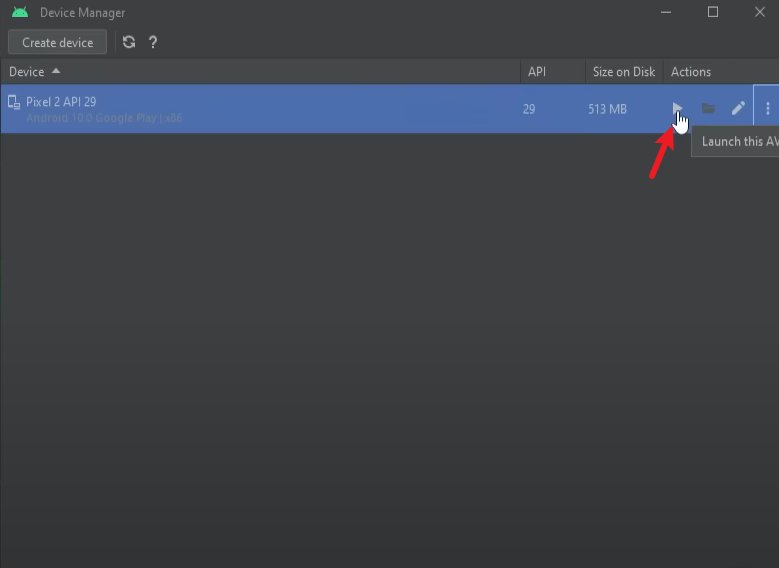 Device Manager
Create device ?
Device API Size on Disk Actions
Pixel 2 API 29 29 513 MB
Android 10.0 Google Play | x86
Launch this AV